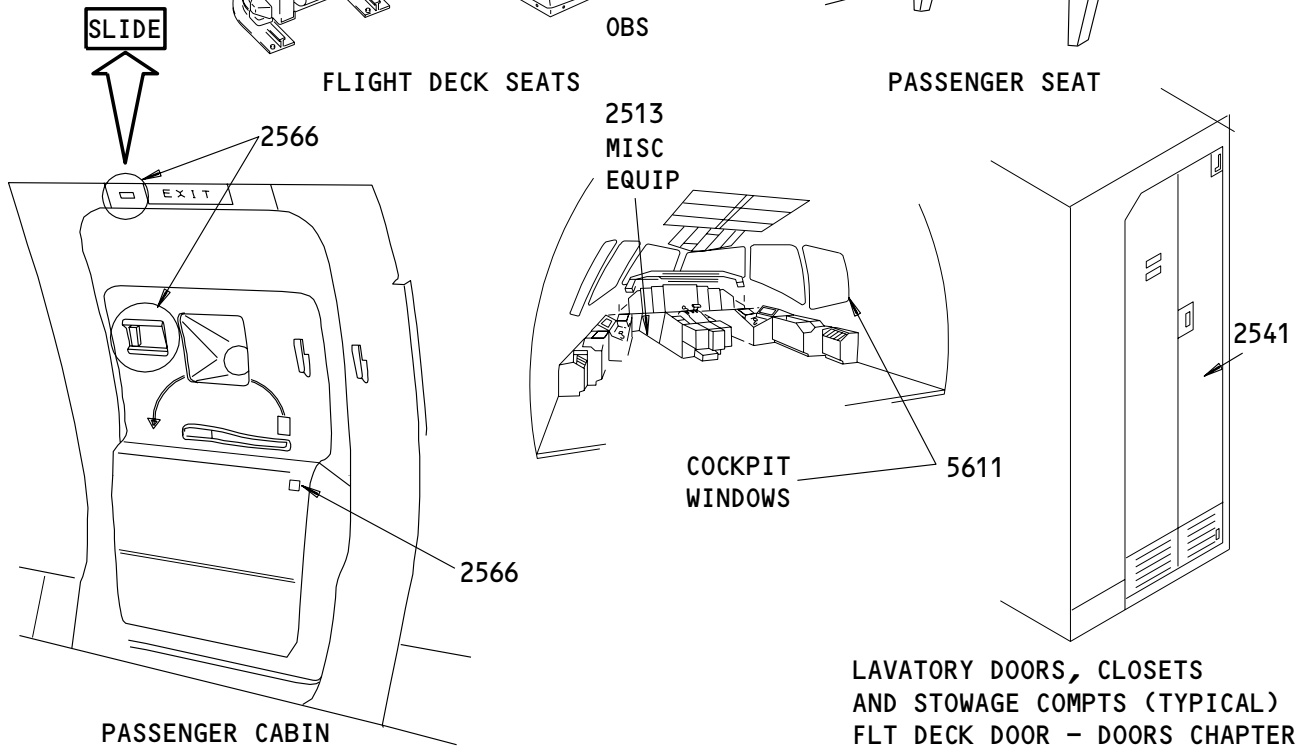 OBS
SLIDE
FLIGHT DECK SEATS
PASSENGER SEAT
2513
MISC
EQUIP
2566
EXIT
2541
COCKPIT
WINDOWS
5611
2566
LAVATORY DOORS, CLOSETS
AND STOWAGE COMPTS (TYPICAL)
FLT DECK DOOR - DOORS CHAPTER
PASSENGER CABIN